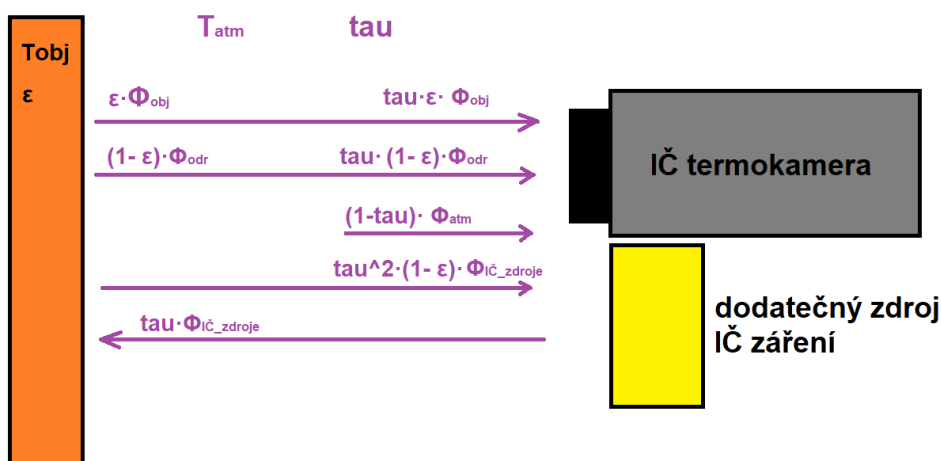 Tatm tau
Tobj
ε
ε·Φobj tau·ε· Φobj
(1- ε)·Φodr tau· (1-ε)·Φodr
IČ termokamera
(1-tau)· Φatm
tau^2·(1- ε)·ΦIČ_zdroje
tau·ΦIČ_zdroje
dodatečný zdroj
IČ záření